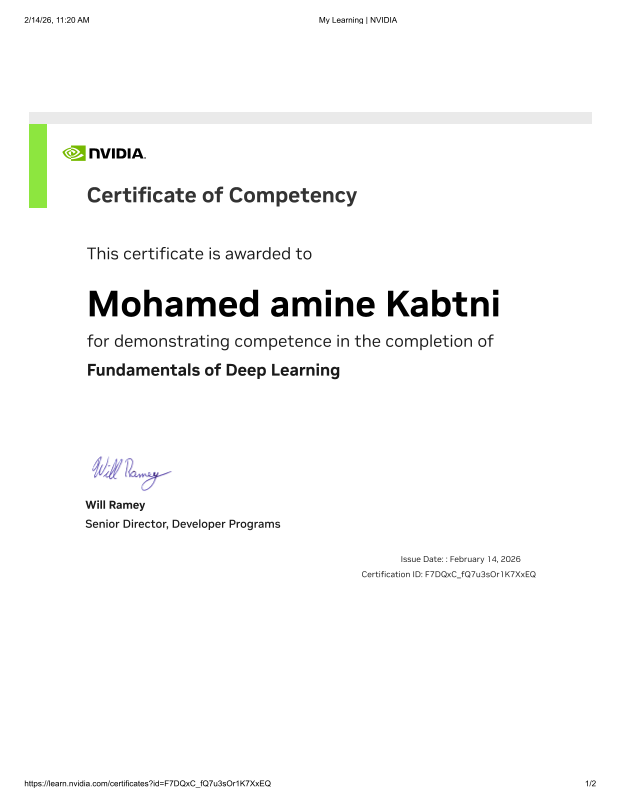 2/14/26, 11:20 AM
My Learning | NVIDIA
NVIDIA.
Certificate of Competency
This certificate is awarded to
Mohamed amine Kabtni
for demonstrating competence in the completion of
Fundamentals of Deep Learning
Will Ramey
Will Ramey
Senior Director, Developer Programs
Issue Date: : February 14, 2026
Certification ID: F7DQxC_fQ7u3sOr1K7XxEQ
https://learn.nvidia.com/certificates?id=F7DQxC_fQ7u3sOr1K7XxEQ
1/2